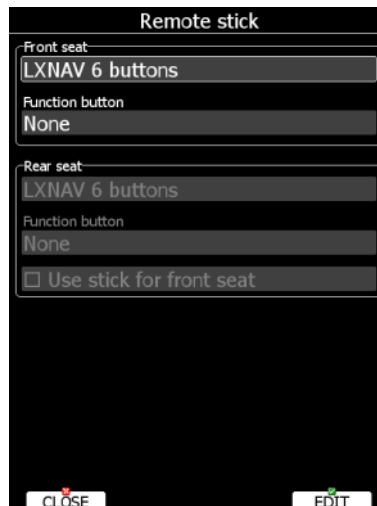 Remote stick
Front seat
LXNAV 6 buttons
Function button
None
Rear seat
LXNAV 6 buttons
Function button
None
Use stick for front seat
CLOSE
EDIT